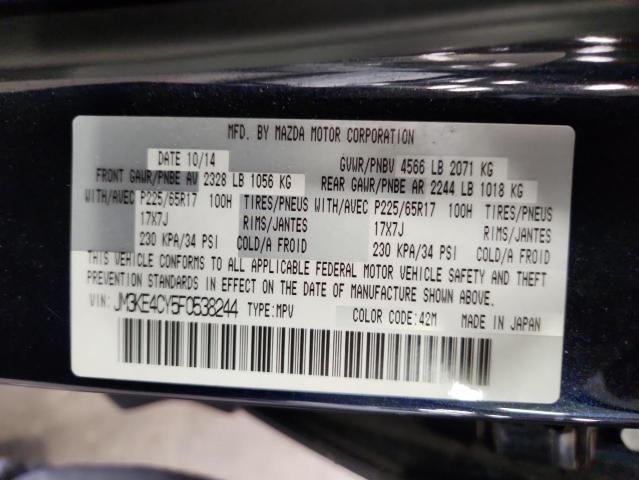 MFD. BY MAZDA MOTOR CORPORATION
DATE 10/14 GVWR/PNBV 4566 LB 2071 KG
FRONT GAWR/PNBE AV 2328 LB 1056 KG REAR GAWR/PNBE AR 2244 LB 1018 KG
WITH/AVEC P225/65R17 100H TIRES/PNEUS WITH/AVEC P225/65R17 100H TIRES/PNEUS
17X7J RIMS/JANTES 17X7J RIMS/JANTES
230 KPA/34 PSI COLD/A FROID 230 KPA/34 PSI COLD/A FROID
THIS VEHICLE CONFORMS TO ALL APPLICABLE FEDERAL MOTOR VEHICLE SAFETY AND THEFT
PREVENTION STANDARDS IN EFFECT ON THE DATE OF MANUFACTURE SHOWN ABOVE.
VIN: JM3KE4CY5F0538244 TYPE:MPV COLOR CODE:42M MADE IN JAPAN